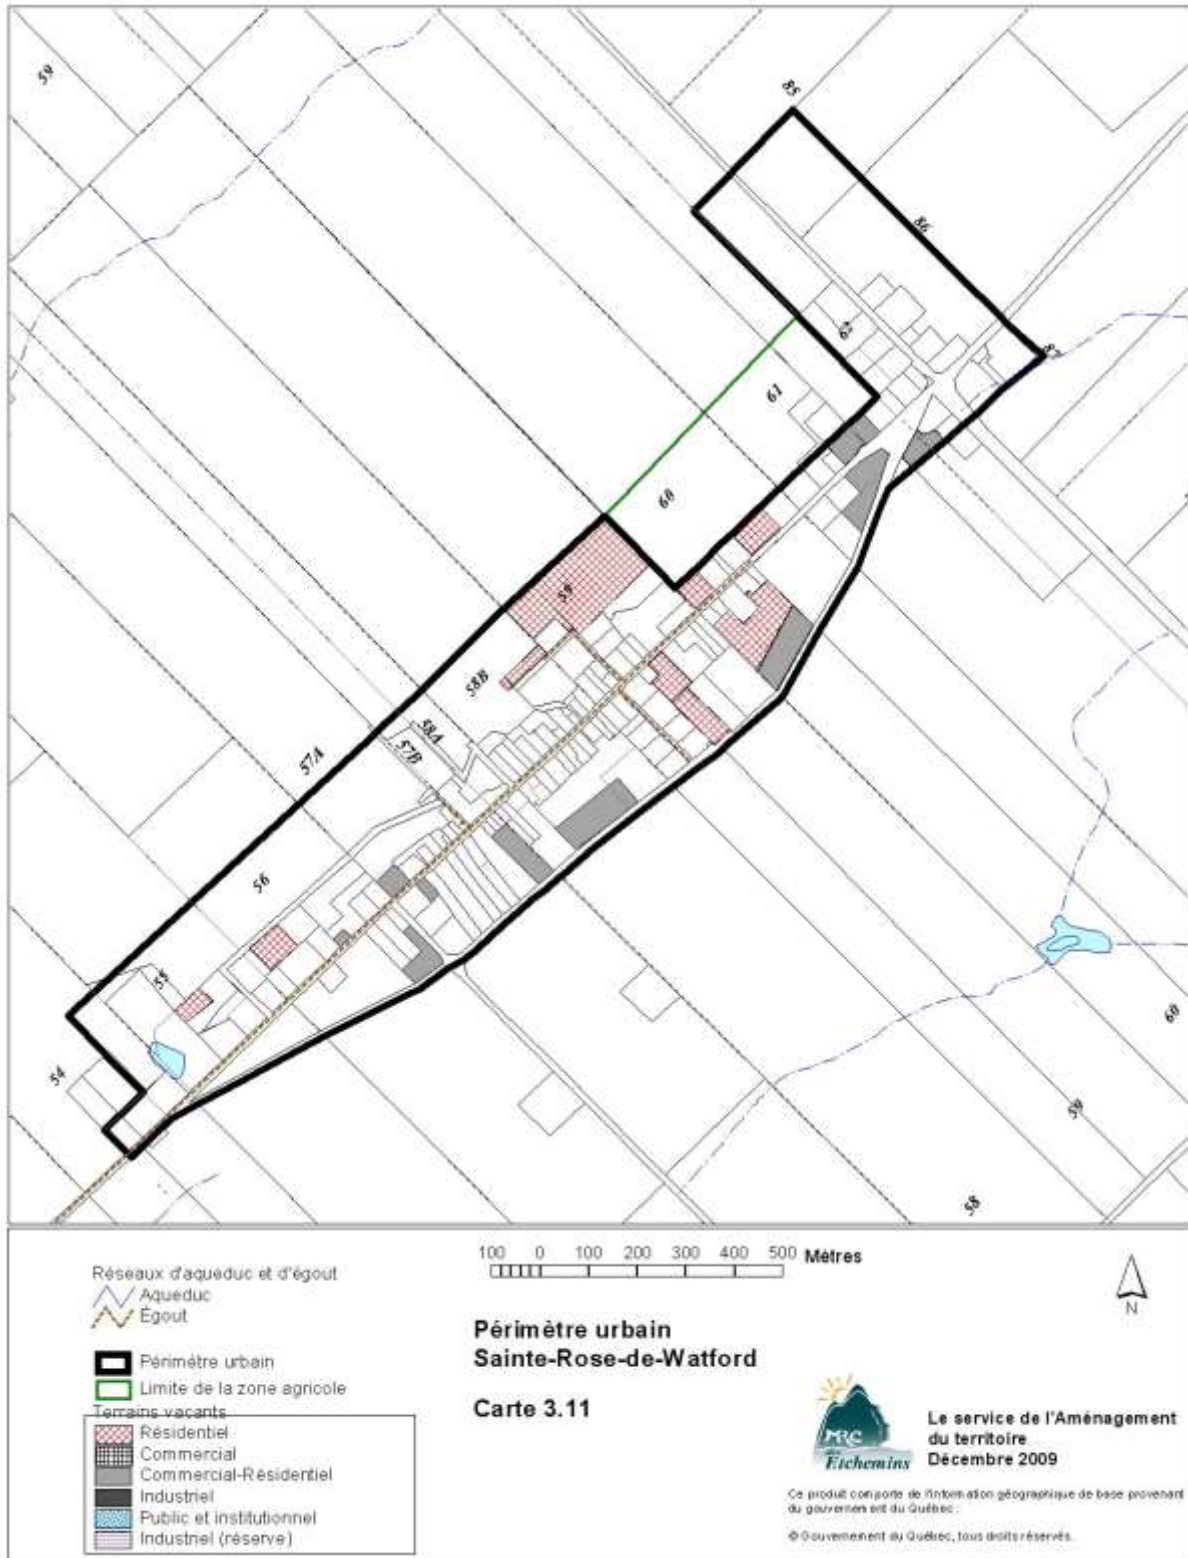 59
85
86
87
62
61
60
59
58B
58A
57B
57A
56
55
54
60
59
58
Réseaux d'aqueduc et d'égout
Aqueduc
Égout
Périmètre urbain
Limite de la zone agricole
Terrains vacants
Résidentiel
Commercial
Commercial-Résidentiel
Industriel
Public et institutionnel
Industriel (réserve)
100 0 100 200 300 400 500 Mètres
Périmètre urbain
Sainte-Rose-de-Watford
Carte 3.11
N
MRC
des
Etchemins
Le service de l'Aménagement
du territoire
Décembre 2009
Ce produit comporte de l'information géographique de base provenant
du gouvernement du Québec :
© Gouvernement du Québec, tous droits réservés.